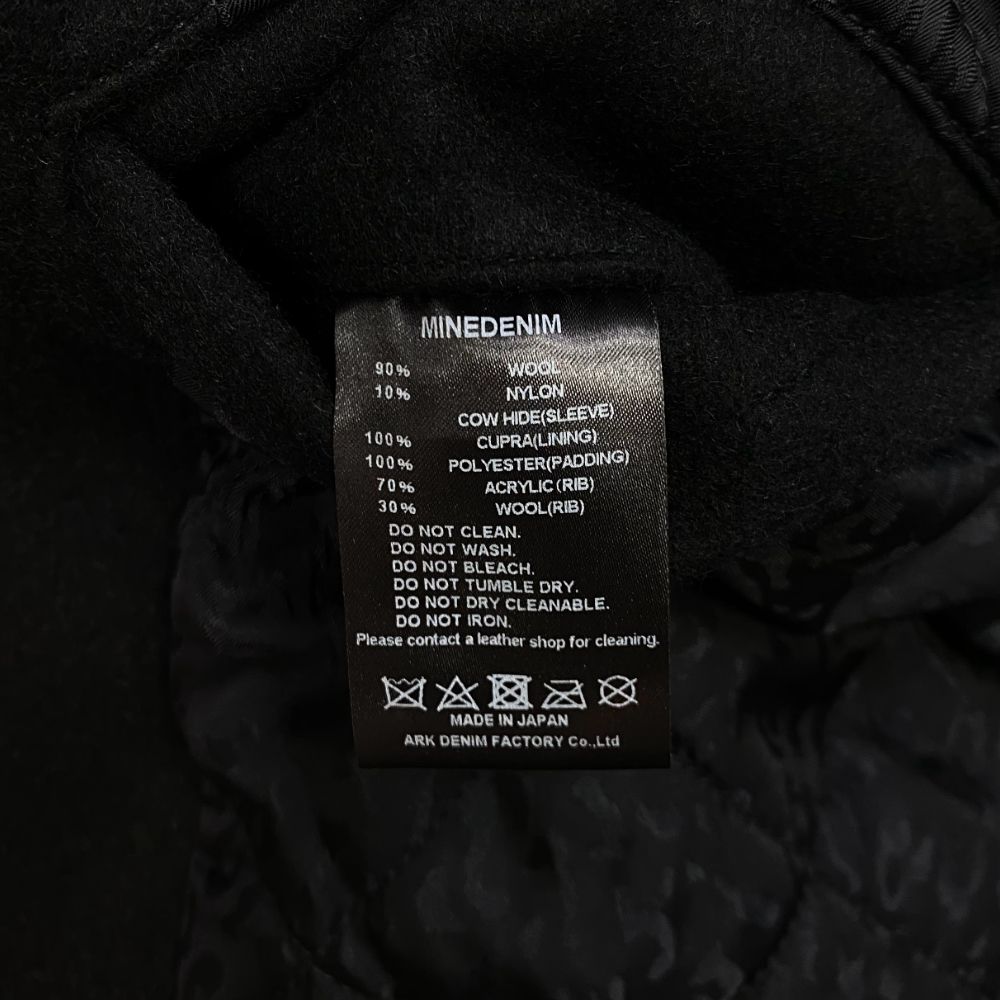 MINEDENIM
90% WOOL
10% NYLON
COW HIDE(SLEEVE)
100% CUPRA(LINING)
100% POLYESTER(PADDING)
70% ACRYLIC(RIB)
30% WOOL(RIB)
DO NOT CLEAN.
DO NOT WASH.
DO NOT BLEACH.
DO NOT TUMBLE DRY.
DO NOT DRY CLEANABLE.
DO NOT IRON.
Please contact a leather shop for cleaning.
MADE IN JAPAN
ARK DENIM FACTORY Co.,Ltd